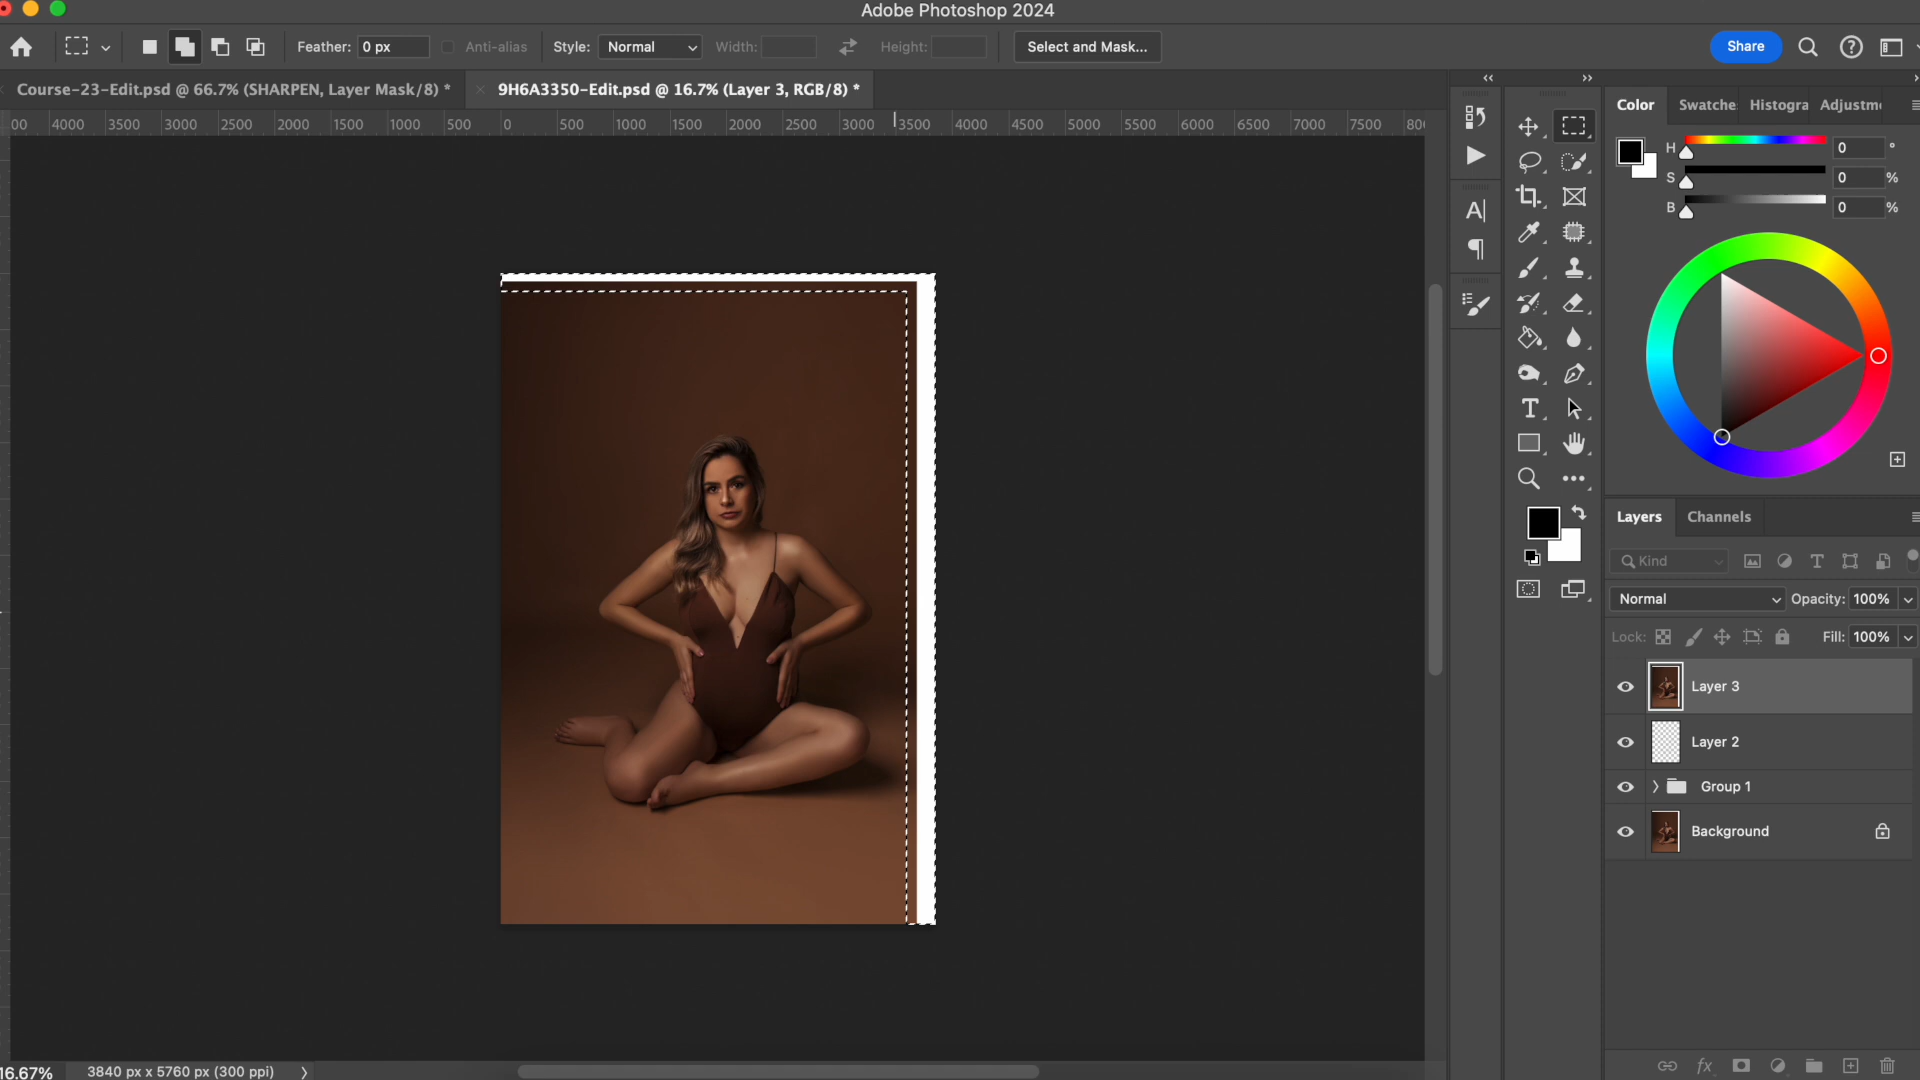 Adobe Photoshop 2024
Feather: 0 px Anti-alias Style: Normal Width: Height: Select and Mask... Share
Course-23-Edit.psd @ 66.7% (SHARPEN, Layer Mask/8) * 9H6A3350-Edit.psd @ 16.7% (Layer 3, RGB/8) *
00 4000 3500 3000 2500 2000 1500 1000 500 0 500 1000 1500 2000 2500 3000 3500 4000 4500 5000 5500 6000 6500 7000 7500 80
Color Swatche Histogra Adjustm
H 0 °
S 0 %
B 0 %
Layers Channels
Kind
Normal Opacity: 100%
Lock: Fill: 100%
Layer 3
Layer 2
Group 1
Background
16.67% 3840 px x 5760 px (300 ppi)
fx